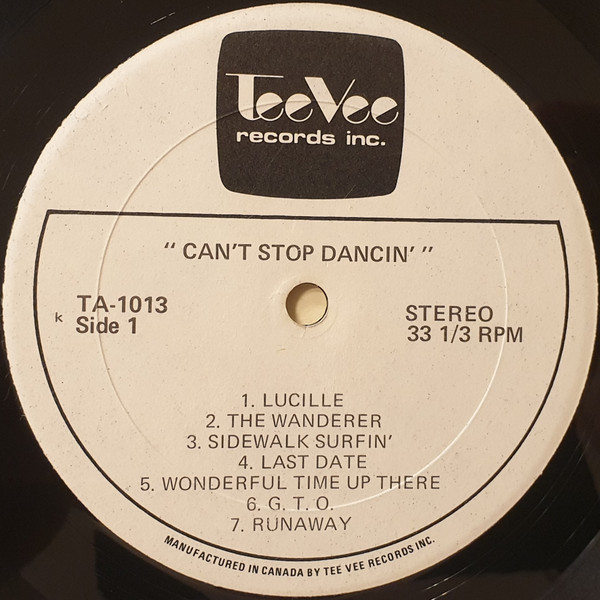 TeeVee
records inc.
"CAN'T STOP DANCIN'"
TA-1013
k Side 1
STEREO
33 1/3 RPM
1. LUCILLE
2. THE WANDERER
3. SIDEWALK SURFIN'
4. LAST DATE
5. WONDERFUL TIME UP THERE
6. G. T. O.
7. RUNAWAY
MANUFACTURED IN CANADA BY TEE VEE RECORDS INC.